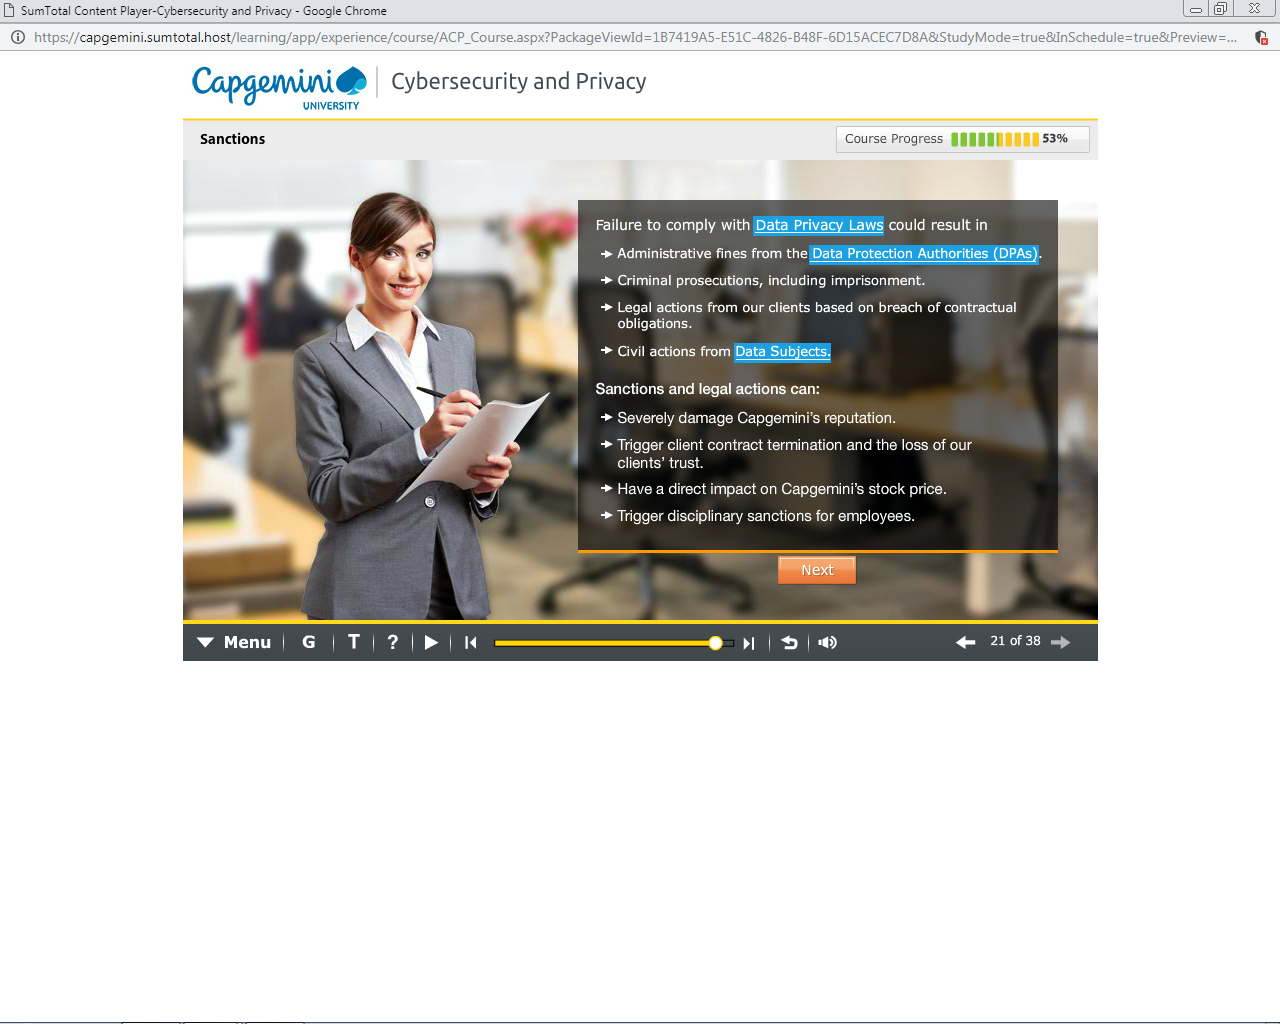 SumTotal Content Player-Cybersecurity and Privacy - Google Chrome
https://capgemini.sumtotal.host/learning/app/experience/course/ACP_Course.aspx?PackageViewId=1B7419A5-E51C-4826-B48F-6D15ACEC7D8A&StudyMode=true&InSchedule=true&Preview=...
Capgemini
UNIVERSITY
Cybersecurity and Privacy
Sanctions
Course Progress 53%
Failure to comply with Data Privacy Laws could result in
Administrative fines from the Data Protection Authorities (DPAs).
Criminal prosecutions, including imprisonment.
Legal actions from our clients based on breach of contractual
obligations.
Civil actions from Data Subjects.
Sanctions and legal actions can:
Severely damage Capgemini's reputation.
Trigger client contract termination and the loss of our
clients' trust.
Have a direct impact on Capgemini's stock price.
Trigger disciplinary sanctions for employees.
Next
Menu G T ? 21 of 38